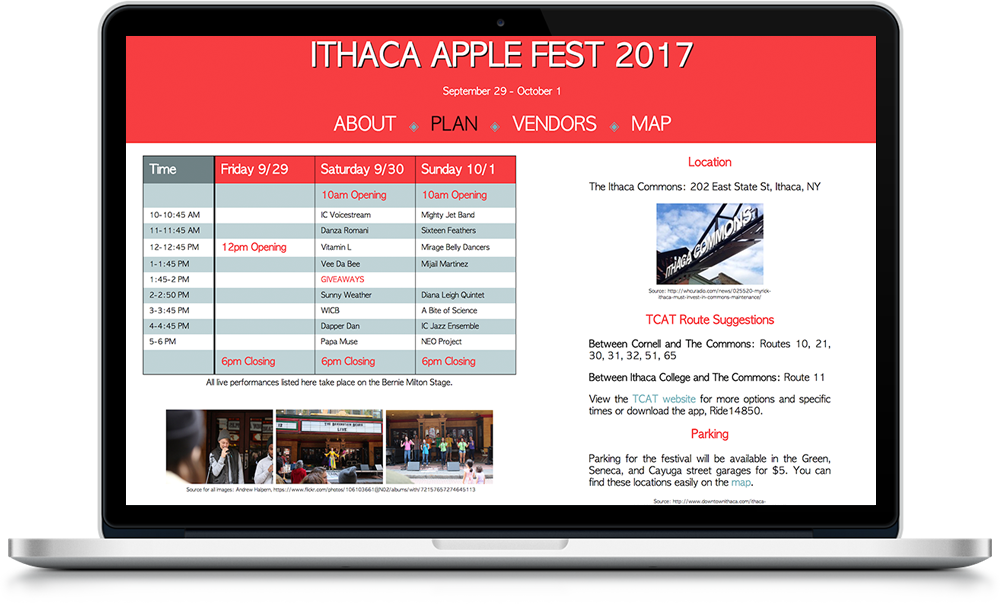 ITHACA APPLE FEST 2017
September 29 - October 1
ABOUT ◈ PLAN ◈ VENDORS ◈ MAP
Time Friday 9/29 Saturday 9/30 Sunday 10/1
10am Opening 10am Opening
10-10:45 AM IC Voicestream Mighty Jet Band
11-11:45 AM Danza Romani Sixteen Feathers
12-12:45 PM 12pm Opening Vitamin L Mirage Belly Dancers
1-1:45 PM Vee Da Bee Mijail Martinez
1:45-2 PM GIVEAWAYS
2-2:50 PM Sunny Weather Diana Leigh Quintet
3-3:45 PM WICB A Bite of Science
4-4:45 PM Dapper Dan IC Jazz Ensemble
5-6 PM Papa Muse NEO Project
6pm Closing 6pm Closing 6pm Closing
All live performances listed here take place on the Bernie Milton Stage.
LIVE
Source for all images: Andrew Halpern, https://www.flickr.com/photos/106103661@N02/albums/with/72157657274645113
Location
The Ithaca Commons: 202 East State St, Ithaca, NY
ITHACA COMMONS
Source: http://whcuradio.com/news/025520-myrick-
ithaca-must-invest-in-commons-maintenance/
TCAT Route Suggestions
Between Cornell and The Commons: Routes 10, 21,
30, 31, 32, 51, 65
Between Ithaca College and The Commons: Route 11
View the TCAT website for more options and specific
times or download the app, Ride14850.
Parking
Parking for the festival will be available in the Green,
Seneca, and Cayuga street garages for $5. You can
find these locations easily on the map.
Source: http://www.downtownithaca.com/ithaca-